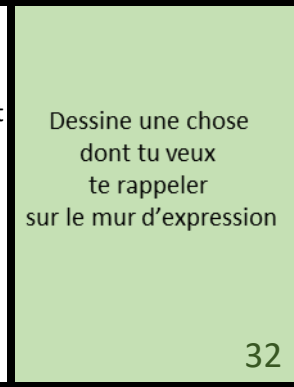 Dessine une chose
dont tu veux
te rappeler
sur le mur d’expression
32